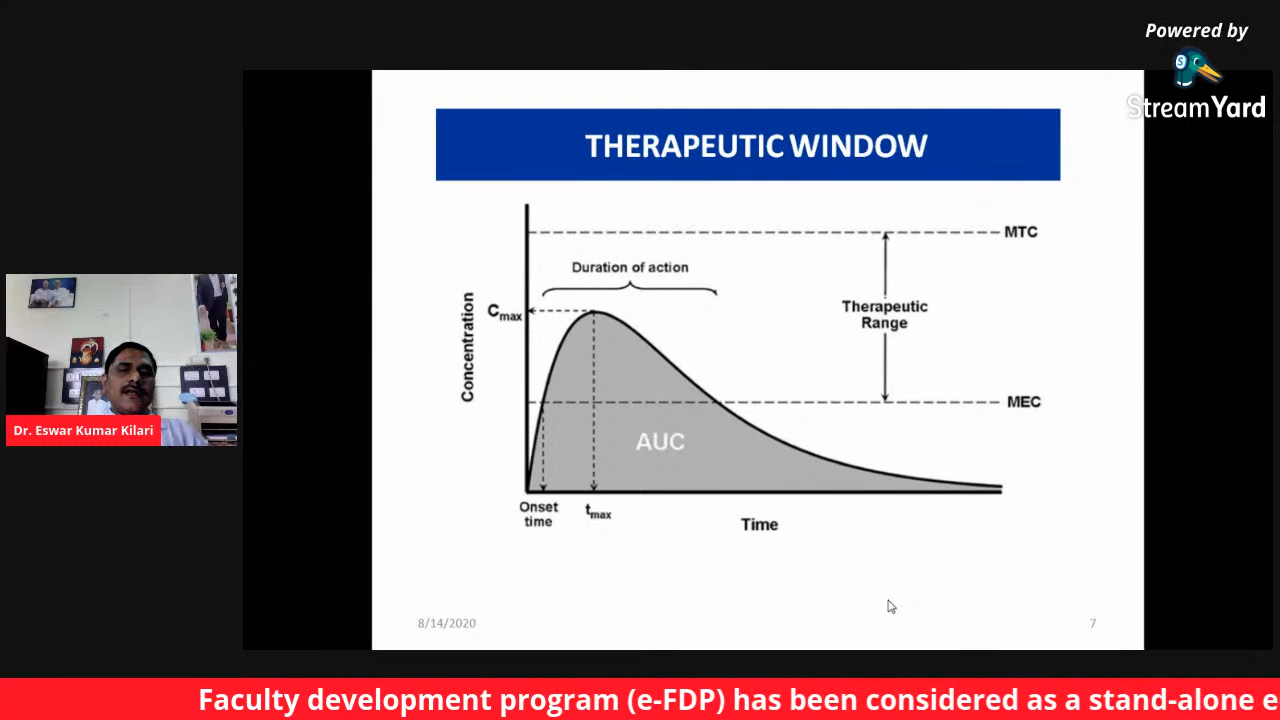 Powered by
StreamYard
THERAPEUTIC WINDOW
MTC
Duration of action
Cmax
Therapeutic
Range
Concentration
MEC
AUC
Onset
time
tmax
Time
8/14/2020
7
Dr. Eswar Kumar Kilari
Faculty development program (e-FDP) has been considered as a stand-alone e